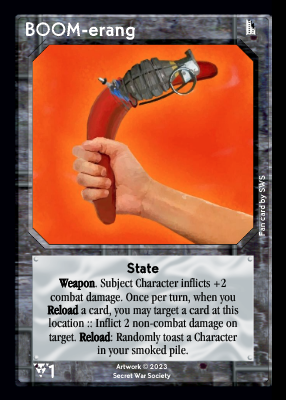 BOOM-erang
Fan card by SWS
State
Weapon. Subject Character inflicts +2
combat damage. Once per turn, when you
Reload a card, you may target a card at this
location :: Inflict 2 non-combat damage on
target. Reload: Randomly toast a Character
in your smoked pile.
1
Artwork © 2023
Secret War Society